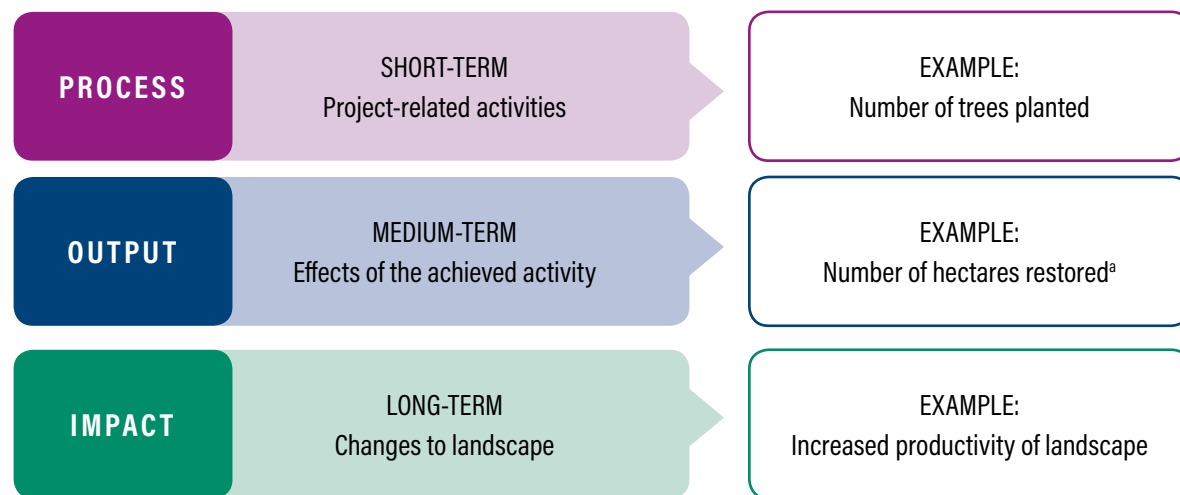 PROCESS
SHORT-TERM
Project-related activities
EXAMPLE:
Number of trees planted
OUTPUT
MEDIUM-TERM
Effects of the achieved activity
EXAMPLE:
Number of hectares restoredᵃ
IMPACT
LONG-TERM
Changes to landscape
EXAMPLE:
Increased productivity of landscape